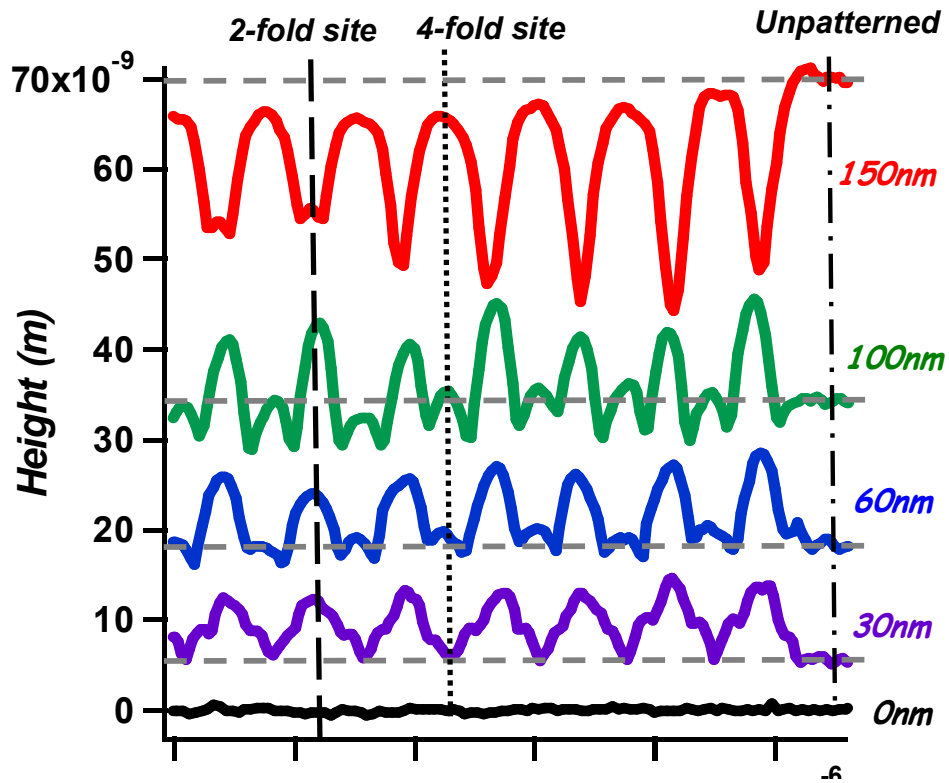 2-fold site 4-fold site Unpatterned
70x10-9
60
150nm
50
40
100nm
30
60nm
20
10
30nm
0
0nm
Height (m)
-6